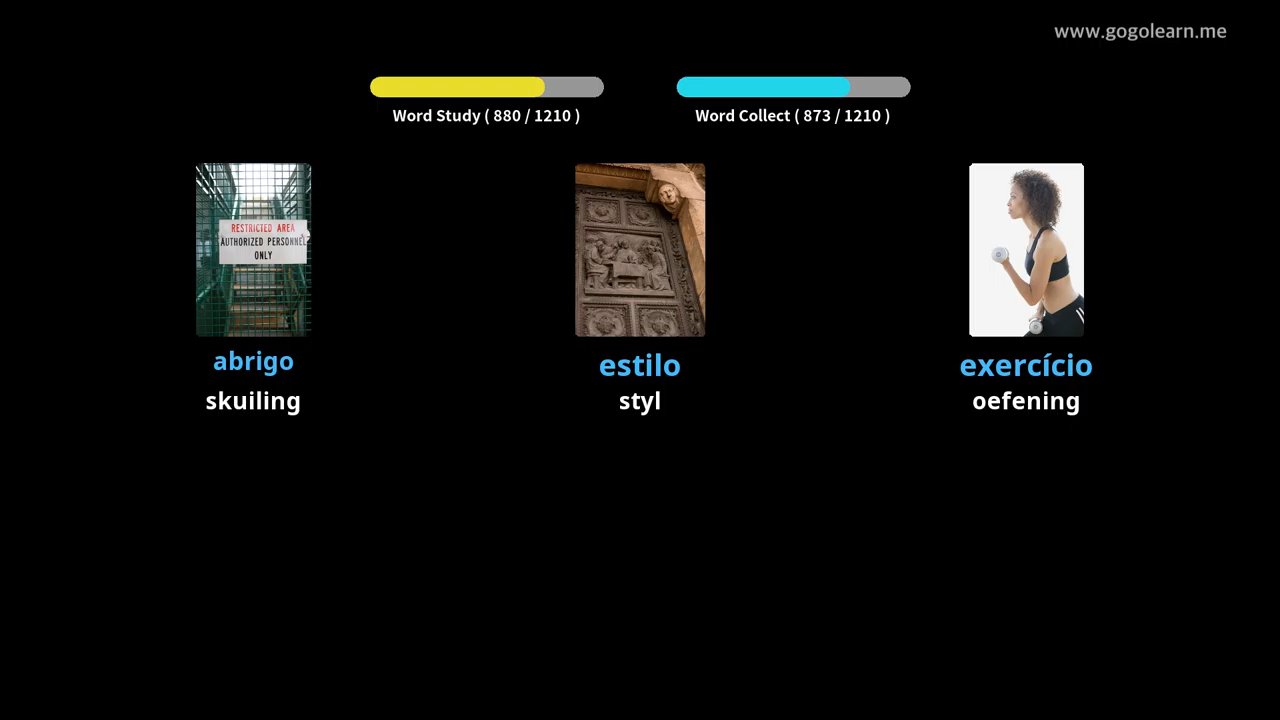 www.gogolearn.me
Word Study ( 880 / 1210 )
Word Collect ( 873 / 1210 )
RESTRICTED AREA
AUTHORIZED PERSONNEL
ONLY
abrigo
estilo
exercício
skuiling
styl
oefening